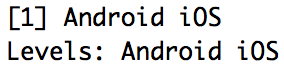 [1] Android iOS
Levels: Android iOS